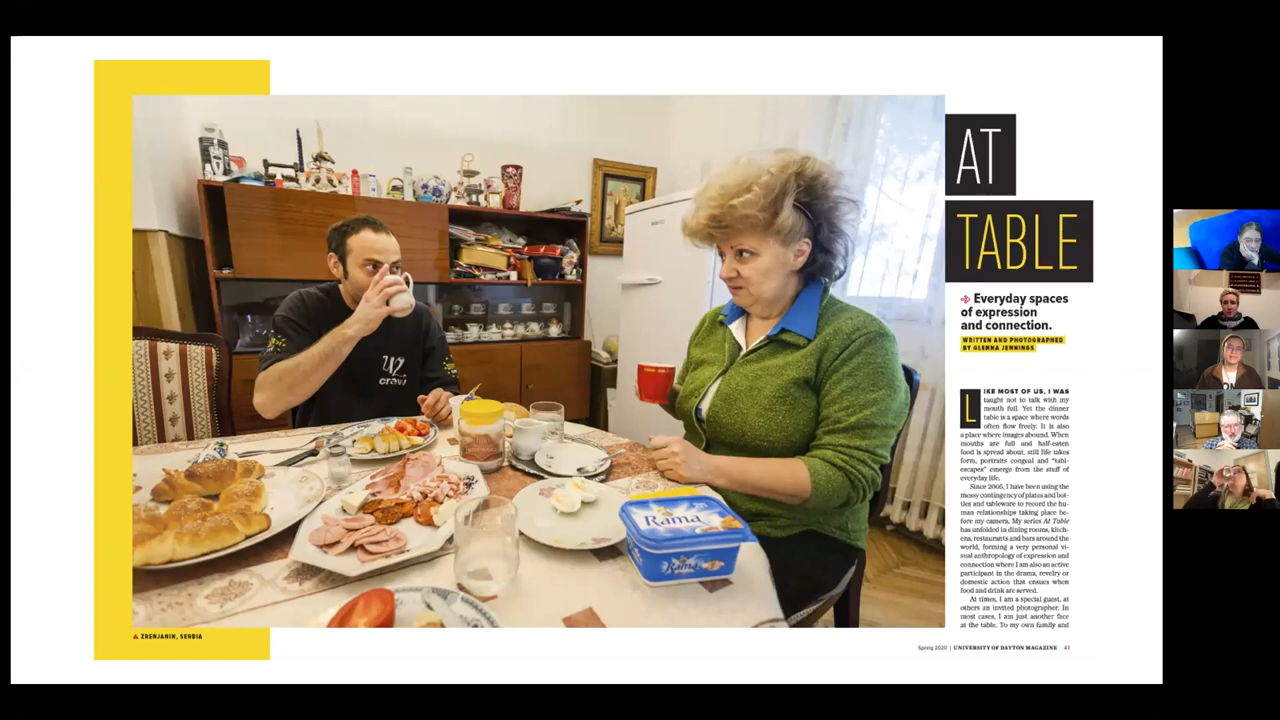 AT
TABLE
Everyday spaces
of expression
and connection.
WRITTEN AND PHOTOGRAPHED
BY GLENNA JENNINGS
LIKE MOST OF US, I WAS
taught not to talk with my
mouth full. Yet the dinner
table is a space where words
often flow freely. It is also
a place where images abound. When
mouths are full and half-eaten
food is spread about, still life takes
form, portraits congeal and “tabl-
escapes” emerge from the stuff of
everyday life.
Since 2005, I have been using the
messy contingency of plates and bot-
tles and tableware to record the hu-
man relationships taking place be-
fore my camera. My series At Table
has unfolded in dining rooms, kitch-
ens, restaurants and bars around the
world, forming a very personal vi-
sual anthropology of expression and
connection where I am also an active
participant in the drama, revelry or
domestic action that ensues when
food and drink are served.
At times, I am a special guest, at
others an invited photographer. In
most cases, I am just another face
at the table. To my own family and
crew
Rama
Rama
ZRENJANIN, SERBIA
Spring 2020 | UNIVERSITY OF DAYTON MAGAZINE 41